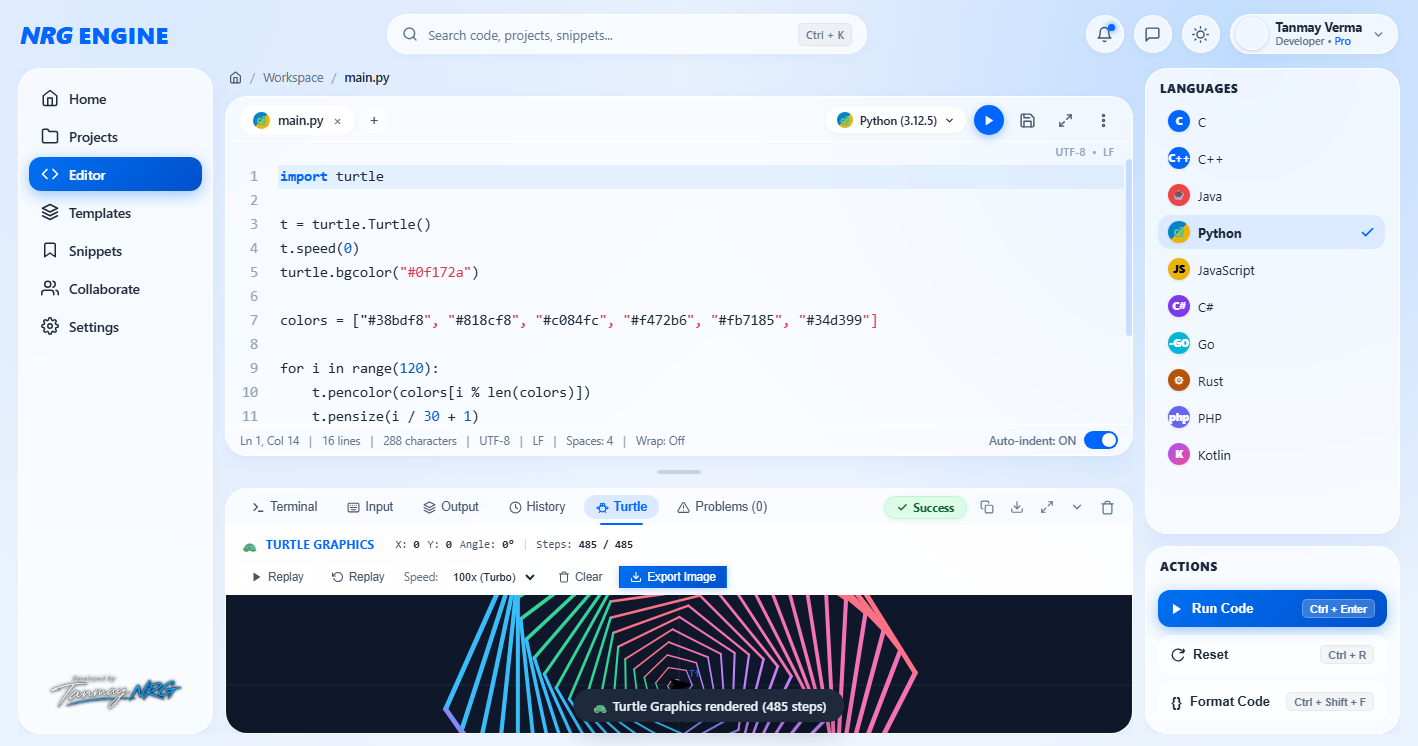 NRG ENGINE
Search code, projects, snippets...
Ctrl + K
Tanmay Verma
Developer • Pro
Home
Projects
Editor
Templates
Snippets
Collaborate
Settings
Developed by
Tanmay NRG
/ Workspace / main.py
main.py ×
+
Python (3.12.5)
UTF-8 • LF
1 import turtle
2
3 t = turtle.Turtle()
4 t.speed(0)
5 turtle.bgcolor("#0f172a")
6
7 colors = ["#38bdf8", "#818cf8", "#c084fc", "#f472b6", "#fb7185", "#34d399"]
8
9 for i in range(120):
10 t.pencolor(colors[i % len(colors)])
11 t.pensize(i / 30 + 1)
Ln 1, Col 14 | 16 lines | 288 characters | UTF-8 | LF | Spaces: 4 | Wrap: Off
Auto-indent: ON
Terminal
Input
Output
History
Turtle
Problems (0)
Success
TURTLE GRAPHICS
X: 0 Y: 0 Angle: 0° | Steps: 485 / 485
Replay
Replay
Speed:
100x (Turbo)
Clear
Export Image
Turtle Graphics rendered (485 steps)
LANGUAGES
C C
C++ C++
Java
Python
JS JavaScript
C# C#
GO Go
Rust
php PHP
K Kotlin
ACTIONS
Run Code
Ctrl + Enter
Reset
Ctrl + R
{} Format Code
Ctrl + Shift + F